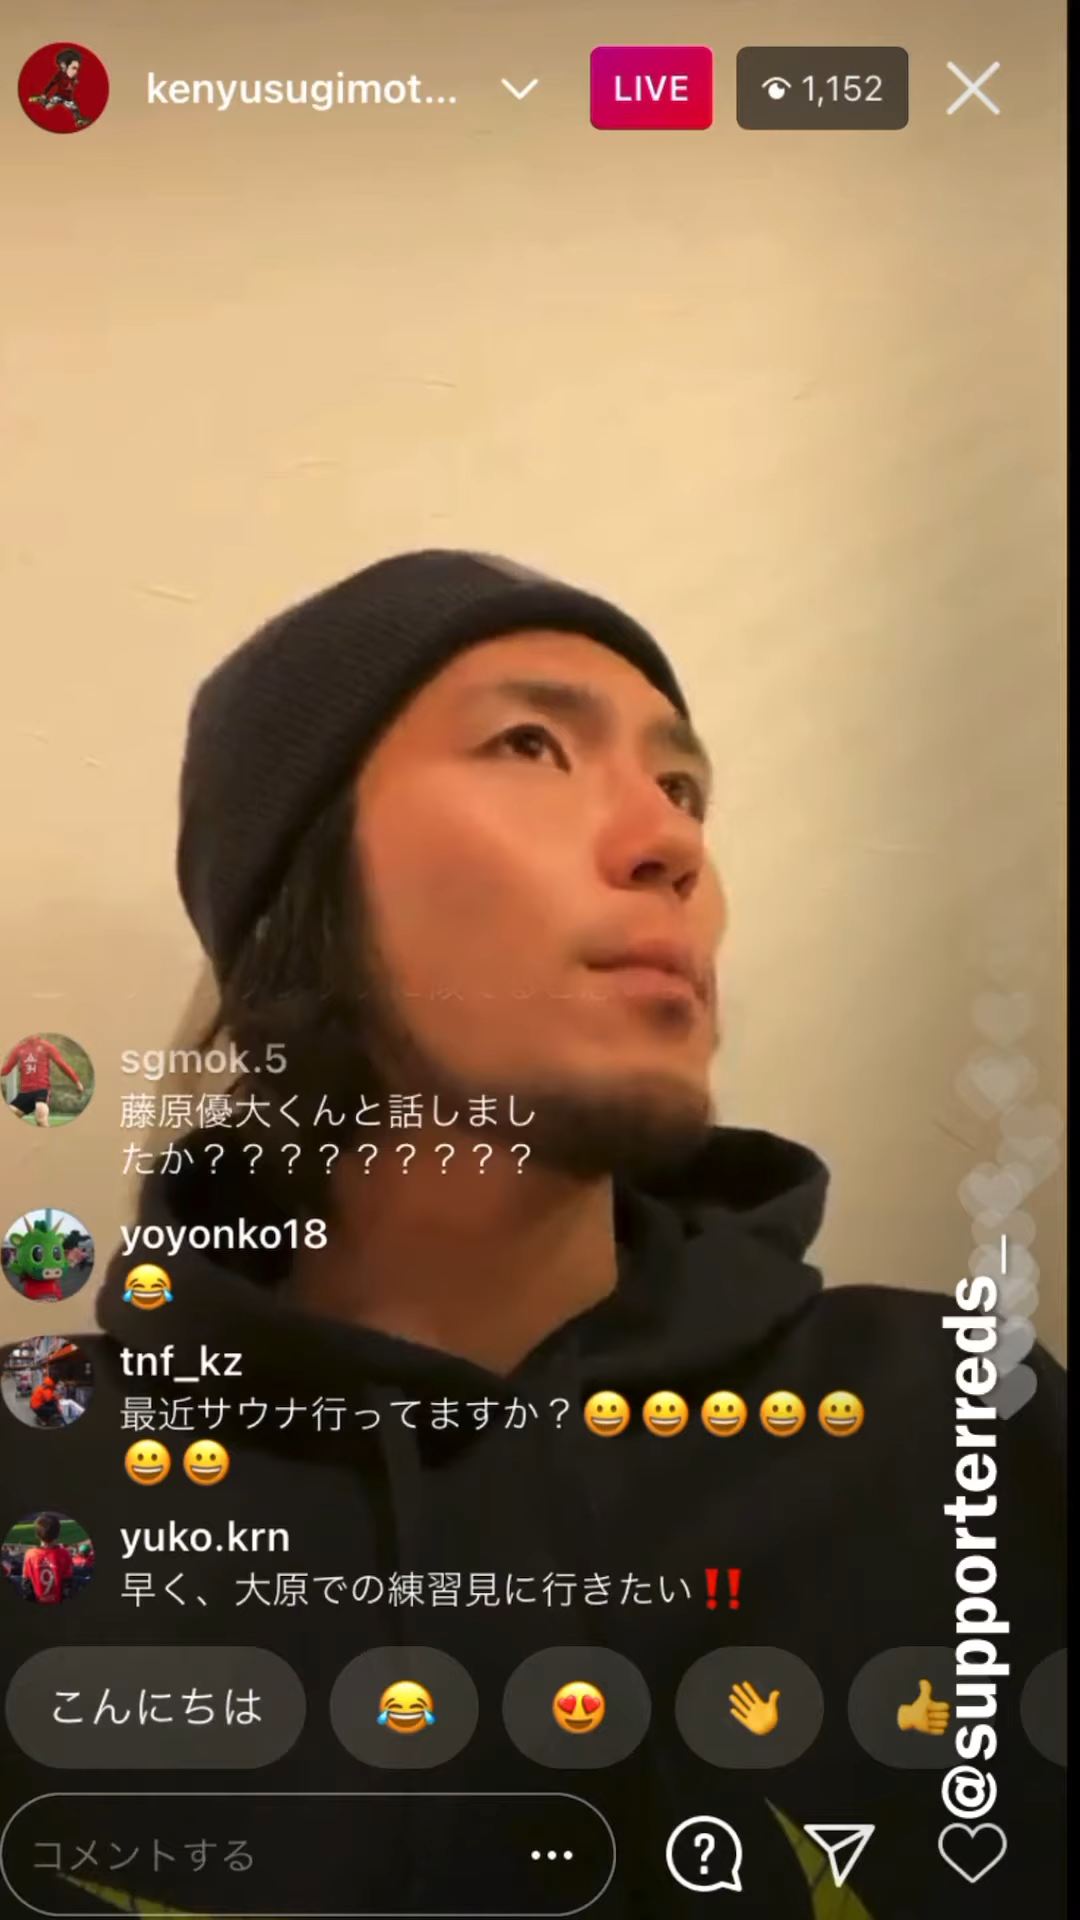 kenyusugimot...
LIVE
1,152
sgmok.5
藤原優大くんと話しまし
たか？？？？？？？？？
yoyonko18
😂
tnf_kz
最近サウナ行ってますか？😀😀😀😀😀
😀😀
yuko.krn
早く、大原での練習見に行きたい‼️
こんにちは
コメントする
@supporterreds_